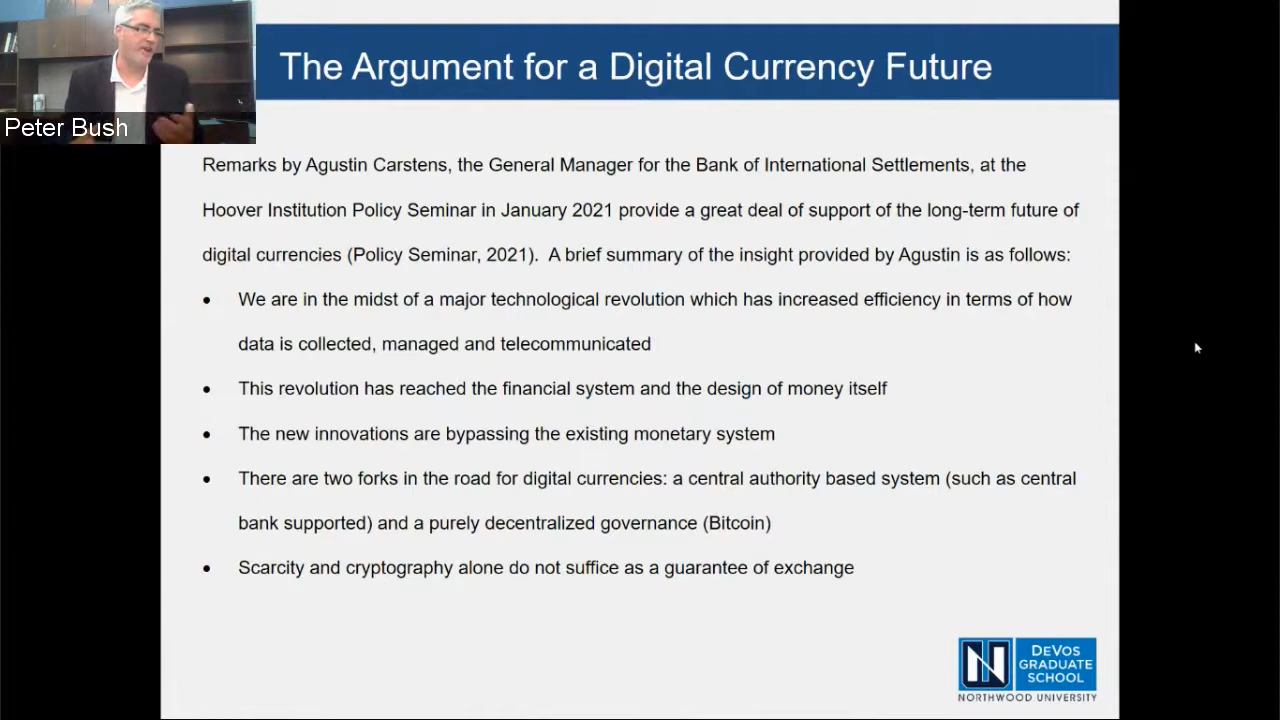 The Argument for a Digital Currency Future
Peter Bush
Remarks by Agustin Carstens, the General Manager for the Bank of International Settlements, at the
Hoover Institution Policy Seminar in January 2021 provide a great deal of support of the long-term future of
digital currencies (Policy Seminar, 2021). A brief summary of the insight provided by Agustin is as follows:
• We are in the midst of a major technological revolution which has increased efficiency in terms of how
data is collected, managed and telecommunicated
• This revolution has reached the financial system and the design of money itself
• The new innovations are bypassing the existing monetary system
• There are two forks in the road for digital currencies: a central authority based system (such as central
bank supported) and a purely decentralized governance (Bitcoin)
• Scarcity and cryptography alone do not suffice as a guarantee of exchange
N
DEVOS
GRADUATE
SCHOOL
NORTHWOOD UNIVERSITY